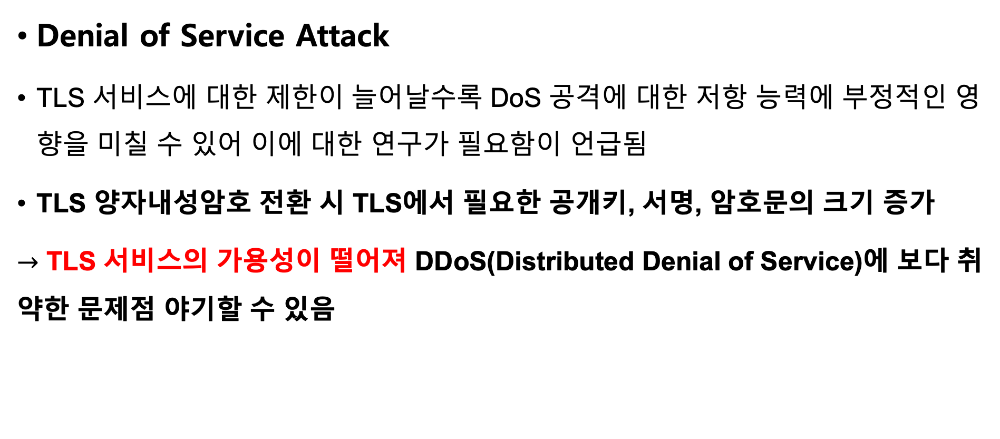 • Denial of Service Attack
• TLS 서비스에 대한 제한이 늘어날수록 DoS 공격에 대한 저항 능력에 부정적인 영
향을 미칠 수 있어 이에 대한 연구가 필요함이 언급됨
• TLS 양자내성암호 전환 시 TLS에서 필요한 공개키, 서명, 암호문의 크기 증가
→ TLS 서비스의 가용성이 떨어져 DDoS(Distributed Denial of Service)에 보다 취
약한 문제점 야기할 수 있음